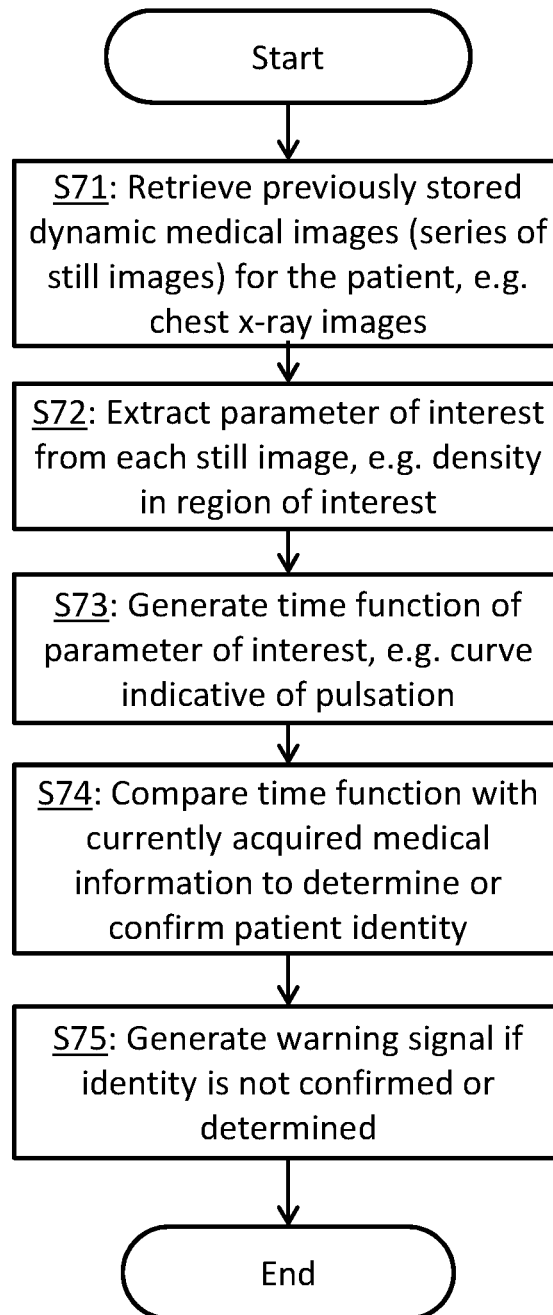 Start
S71: Retrieve previously stored
dynamic medical images (series of
still images) for the patient, e.g.
chest x-ray images
S72: Extract parameter of interest
from each still image, e.g. density
in region of interest
S73: Generate time function of
parameter of interest, e.g. curve
indicative of pulsation
S74: Compare time function with
currently acquired medical
information to determine or
confirm patient identity
S75: Generate warning signal if
identity is not confirmed or
determined
End